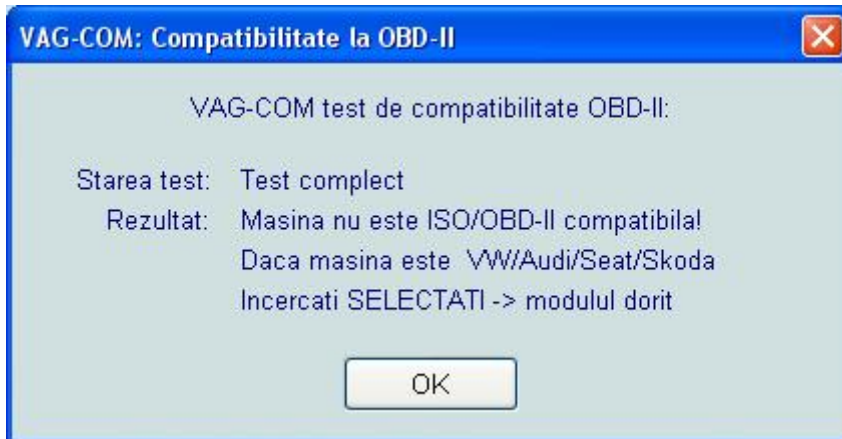 VAG-COM: Compatibilitate la OBD-II
VAG-COM test de compatibilitate OBD-II:
Starea test: Test complect
Rezultat: Masina nu este ISO/OBD-II compatibila!
Daca masina este VW/Audi/Seat/Skoda
Incercati SELECTATI -> modulul dorit
OK